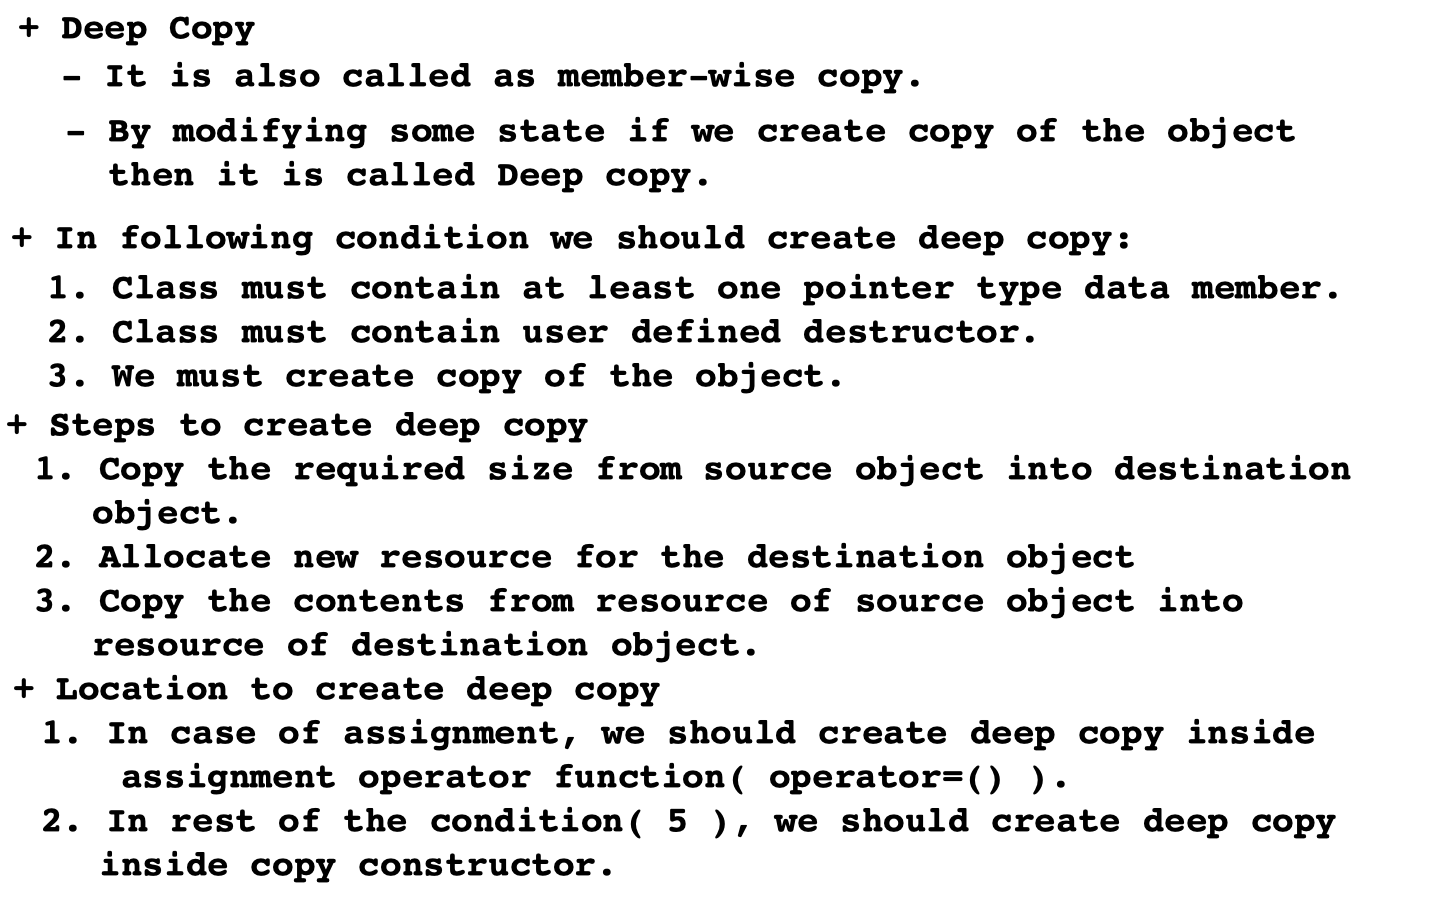 + Deep Copy
- It is also called as member-wise copy.
- By modifying some state if we create copy of the object
then it is called Deep copy.
+ In following condition we should create deep copy:
1. Class must contain at least one pointer type data member.
2. Class must contain user defined destructor.
3. We must create copy of the object.
+ Steps to create deep copy
1. Copy the required size from source object into destination
object.
2. Allocate new resource for the destination object
3. Copy the contents from resource of source object into
resource of destination object.
+ Location to create deep copy
1. In case of assignment, we should create deep copy inside
assignment operator function( operator=() ).
2. In rest of the condition( 5 ), we should create deep copy
inside copy constructor.